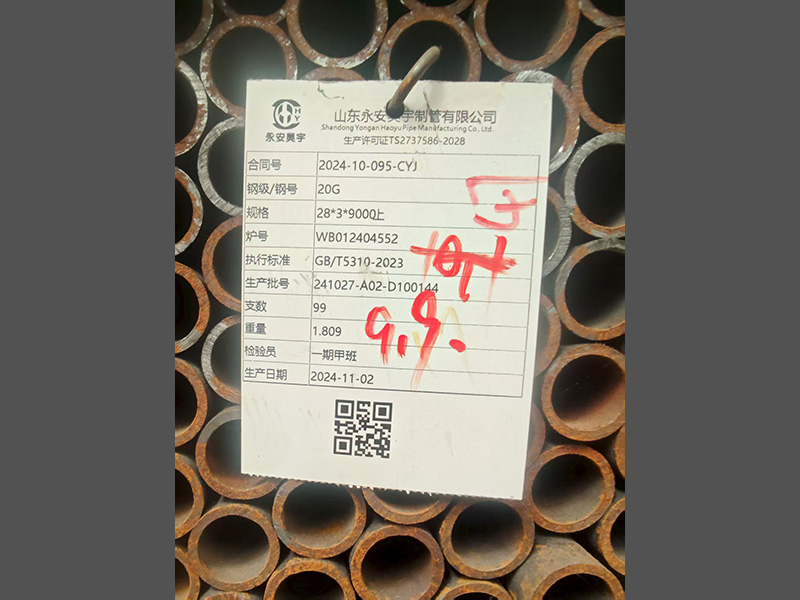 HY
永安昊宇
山东永安昊宇制管有限公司
Shandong Yongan Haoyu Pipe Manufacturing Co., Ltd.
生产许可证TS2737586-2028
合同号 2024-10-095-CYJ
钢级/钢号 20G
规格 28*3*9000上
炉号 WB012404552
执行标准 GB/T5310-2023
生产批号 241027-A02-D100144
支数 99
重量 1.809
检验员 一期甲班
生产日期 2024-11-02
9.9.